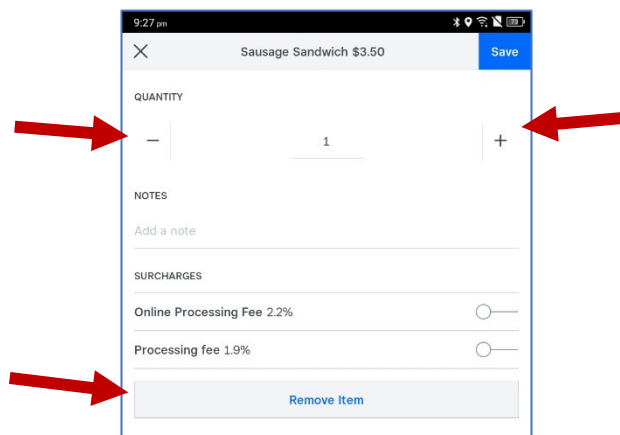 9:27 pm 73
Sausage Sandwich $3.50 Save
QUANTITY
− 1 +
NOTES
Add a note
SURCHARGES
Online Processing Fee 2.2%
Processing fee 1.9%
Remove Item